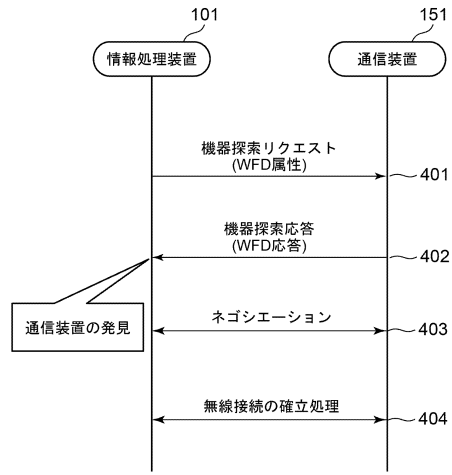 101
151
情報処理装置
通信装置
機器探索リクエスト
(WFD属性)
401
機器探索応答
(WFD応答)
402
通信装置の発見
ネゴシエーション
403
無線接続の確立処理
404